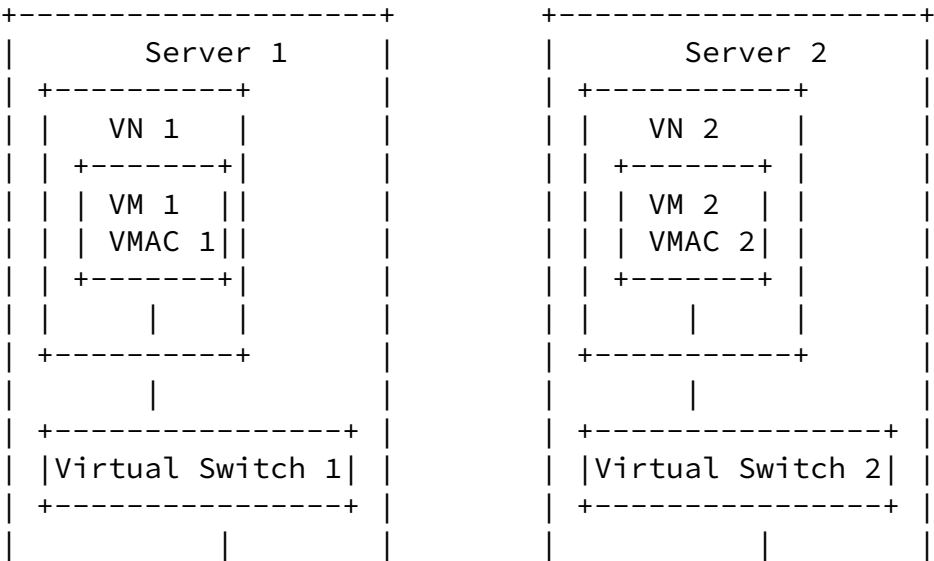 Server 1 Server 2
VN 1 VN 2
VM 1 VM 2
VMAC 1 VMAC 2
Virtual Switch 1 Virtual Switch 2